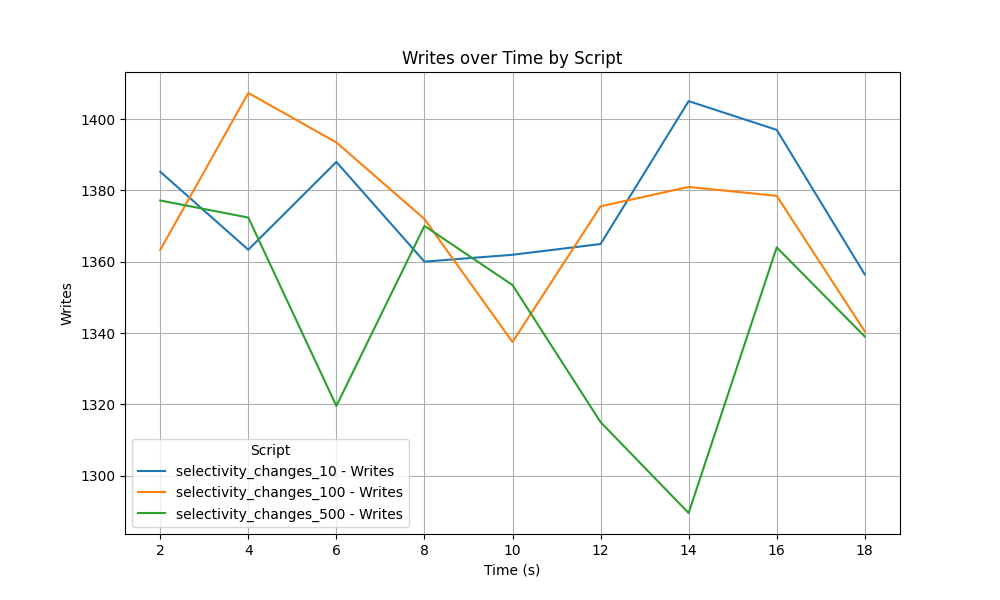 Writes over Time by Script
Writes
1400
1380
1360
1340
1320
1300
Script
selectivity_changes_10 - Writes
selectivity_changes_100 - Writes
selectivity_changes_500 - Writes
2 4 6 8 10 12 14 16 18
Time (s)